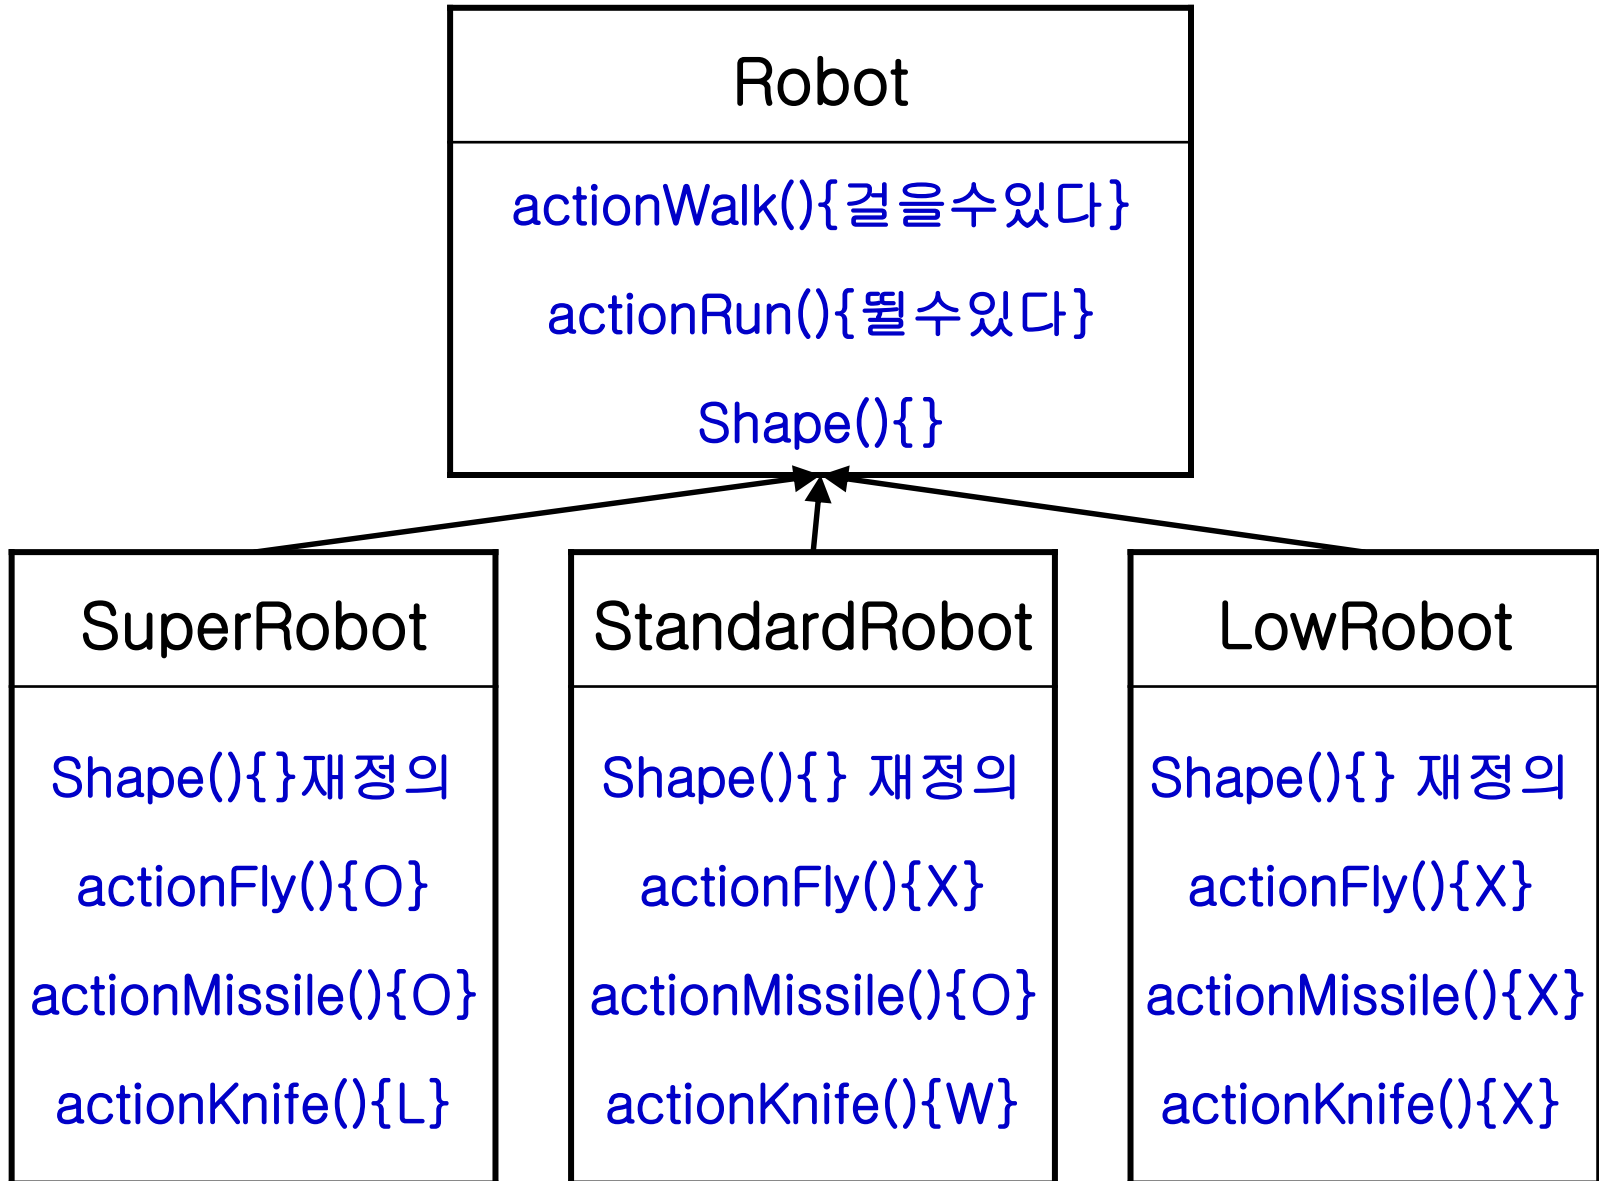 Robot
actionWalk(){걸을수있다}
actionRun(){뛸수있다}
Shape(){}
SuperRobot
Shape(){}재정의
actionFly(){O}
actionMissile(){O}
actionKnife(){L}
StandardRobot
Shape(){} 재정의
actionFly(){X}
actionMissile(){O}
actionKnife(){W}
LowRobot
Shape(){} 재정의
actionFly(){X}
actionMissile(){X}
actionKnife(){X}